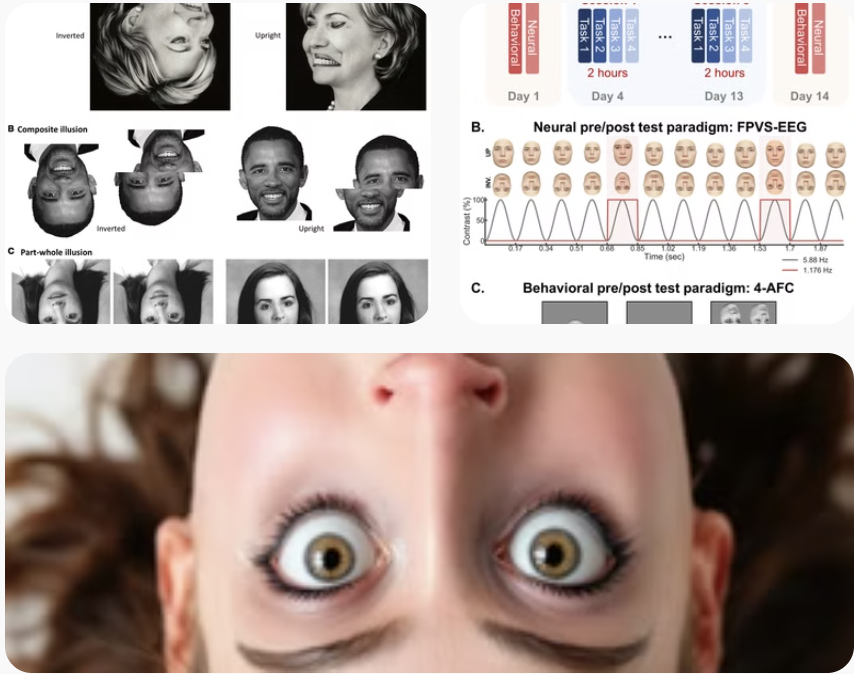 Inverted
Upright
B Composite illusion
Inverted
Upright
C Part-whole illusion
Behavioral
Neural
Task 1
Task 2
Task 3
Task 4
...
Task 1
Task 2
Task 3
Task 4
Behavioral
Neural
2 hours
2 hours
Day 1
Day 4
Day 13
Day 14
B. Neural pre/post test paradigm: FPVS-EEG
UP
INV.
Contrast (%)
100
50
0
0.17 0.34 0.51 0.68 0.85 1.02 1.19 1.36 1.53 1.7 1.87
Time (sec)
5.88 Hz
1.176 Hz
C. Behavioral pre/post test paradigm: 4-AFC